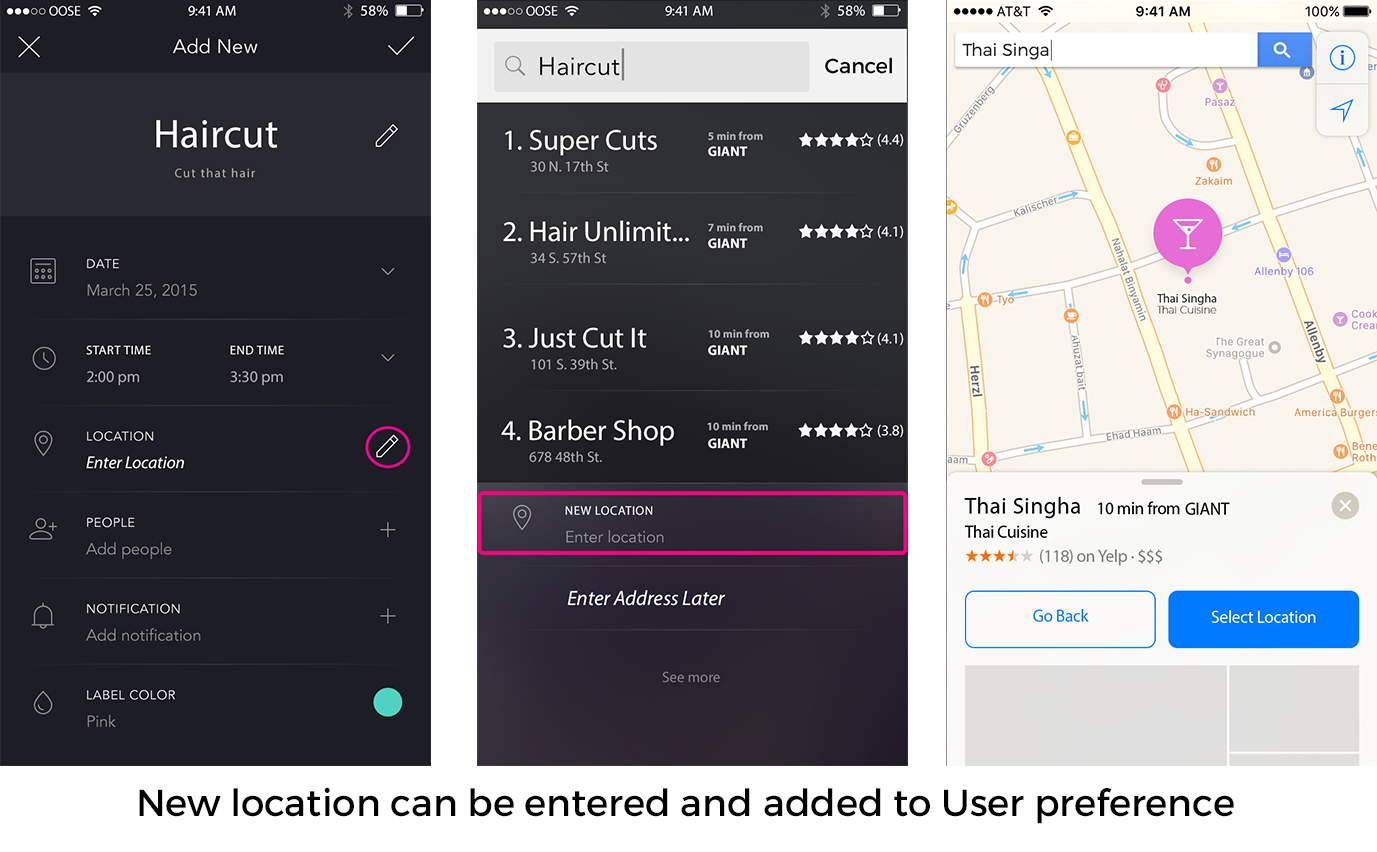 OOSE 9:41 AM 58%
Add New
Haircut
Cut that hair
DATE
March 25, 2015
START TIME END TIME
2:00 pm 3:30 pm
LOCATION
Enter Location
PEOPLE
Add people
NOTIFICATION
Add notification
LABEL COLOR
Pink
OOSE 9:41 AM 58%
Haircut Cancel
1. Super Cuts 5 min from GIANT (4.4)
30 N. 17th St
2. Hair Unlimit... 7 min from GIANT (4.1)
34 S. 57th St
3. Just Cut It 10 min from GIANT (4.1)
101 S. 39th St.
4. Barber Shop 10 min from GIANT (3.8)
678 48th St.
NEW LOCATION
Enter location
Enter Address Later
See more
AT&T 9:41 AM 100%
Thai Singa
Gruzenberg
Pasaz
Zakaim
Kalischer
Nahalat Binyamin
Allenby 106
Thai Singha
Thai Cuisine
Tyo
Cook
Crea
The Great
Synagogue
Allenby
Ahuzat bait
Herzl
Ha-Sandwich
America Burgers
Ehad Haam
aam
Bene
Roth
Thai Singha 10 min from GIANT
Thai Cuisine
(118) on Yelp · $$$
Go Back Select Location
New location can be entered and added to User preference